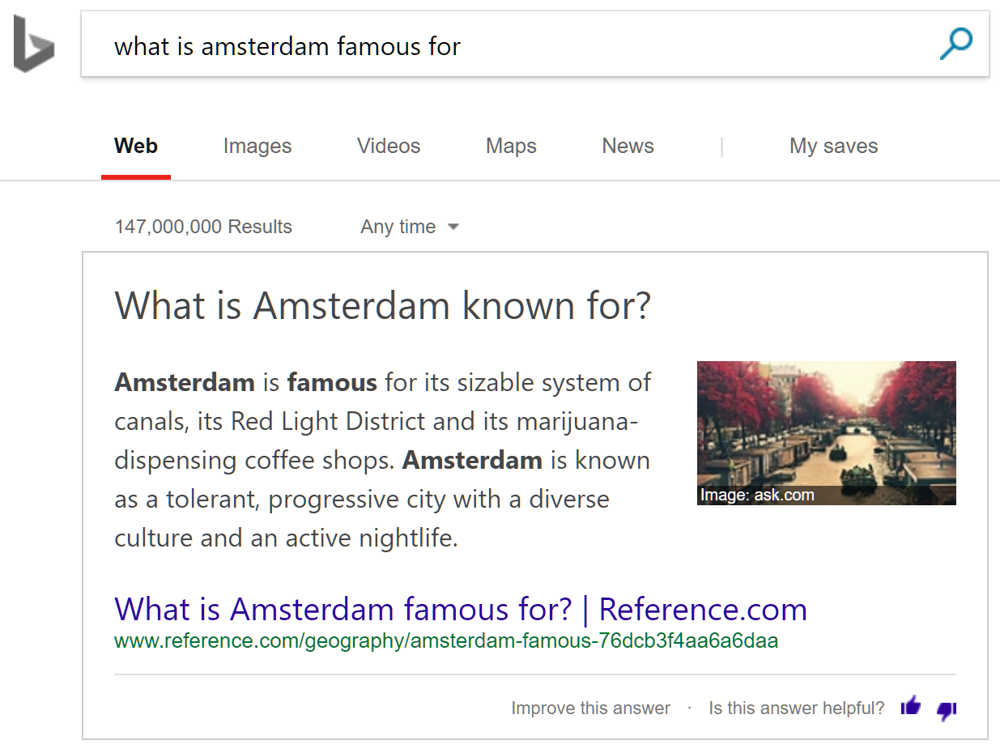 what is amsterdam famous for
Web Images Videos Maps News | My saves
147,000,000 Results Any time
What is Amsterdam known for?
Amsterdam is famous for its sizable system of
canals, its Red Light District and its marijuana-
dispensing coffee shops. Amsterdam is known
as a tolerant, progressive city with a diverse
culture and an active nightlife.
Image: ask.com
What is Amsterdam famous for? | Reference.com
www.reference.com/geography/amsterdam-famous-76dcb3f4aa6a6daa
Improve this answer · Is this answer helpful?